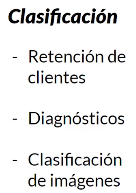 Clasificación
- Retención de
clientes
- Diagnósticos
- Clasificación
de imágenes